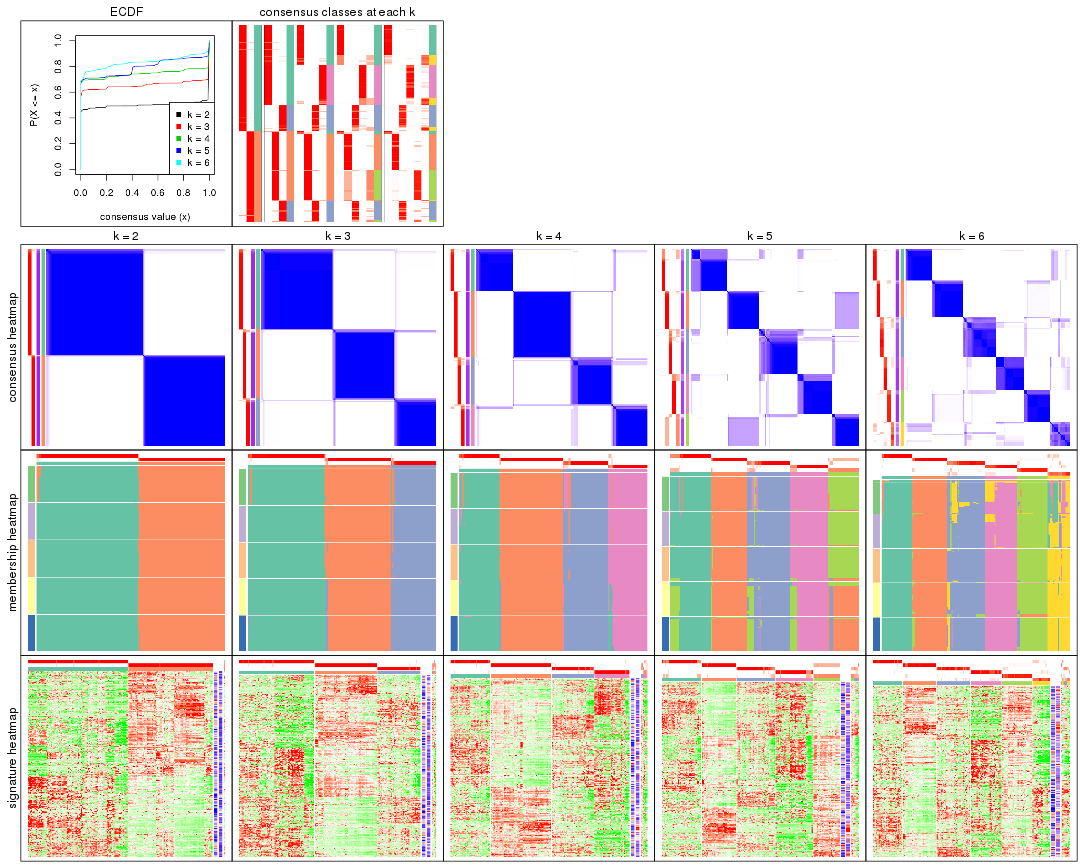 ECDF
consensus classes at each k
P(X <= x)
0.0 0.2 0.4 0.6 0.8 1.0
k = 2
k = 3
k = 4
k = 5
k = 6
0.0 0.2 0.4 0.6 0.8 1.0
consensus value (x)
k = 2
k = 3
k = 4
k = 5
k = 6
consensus heatmap
membership heatmap
signature heatmap